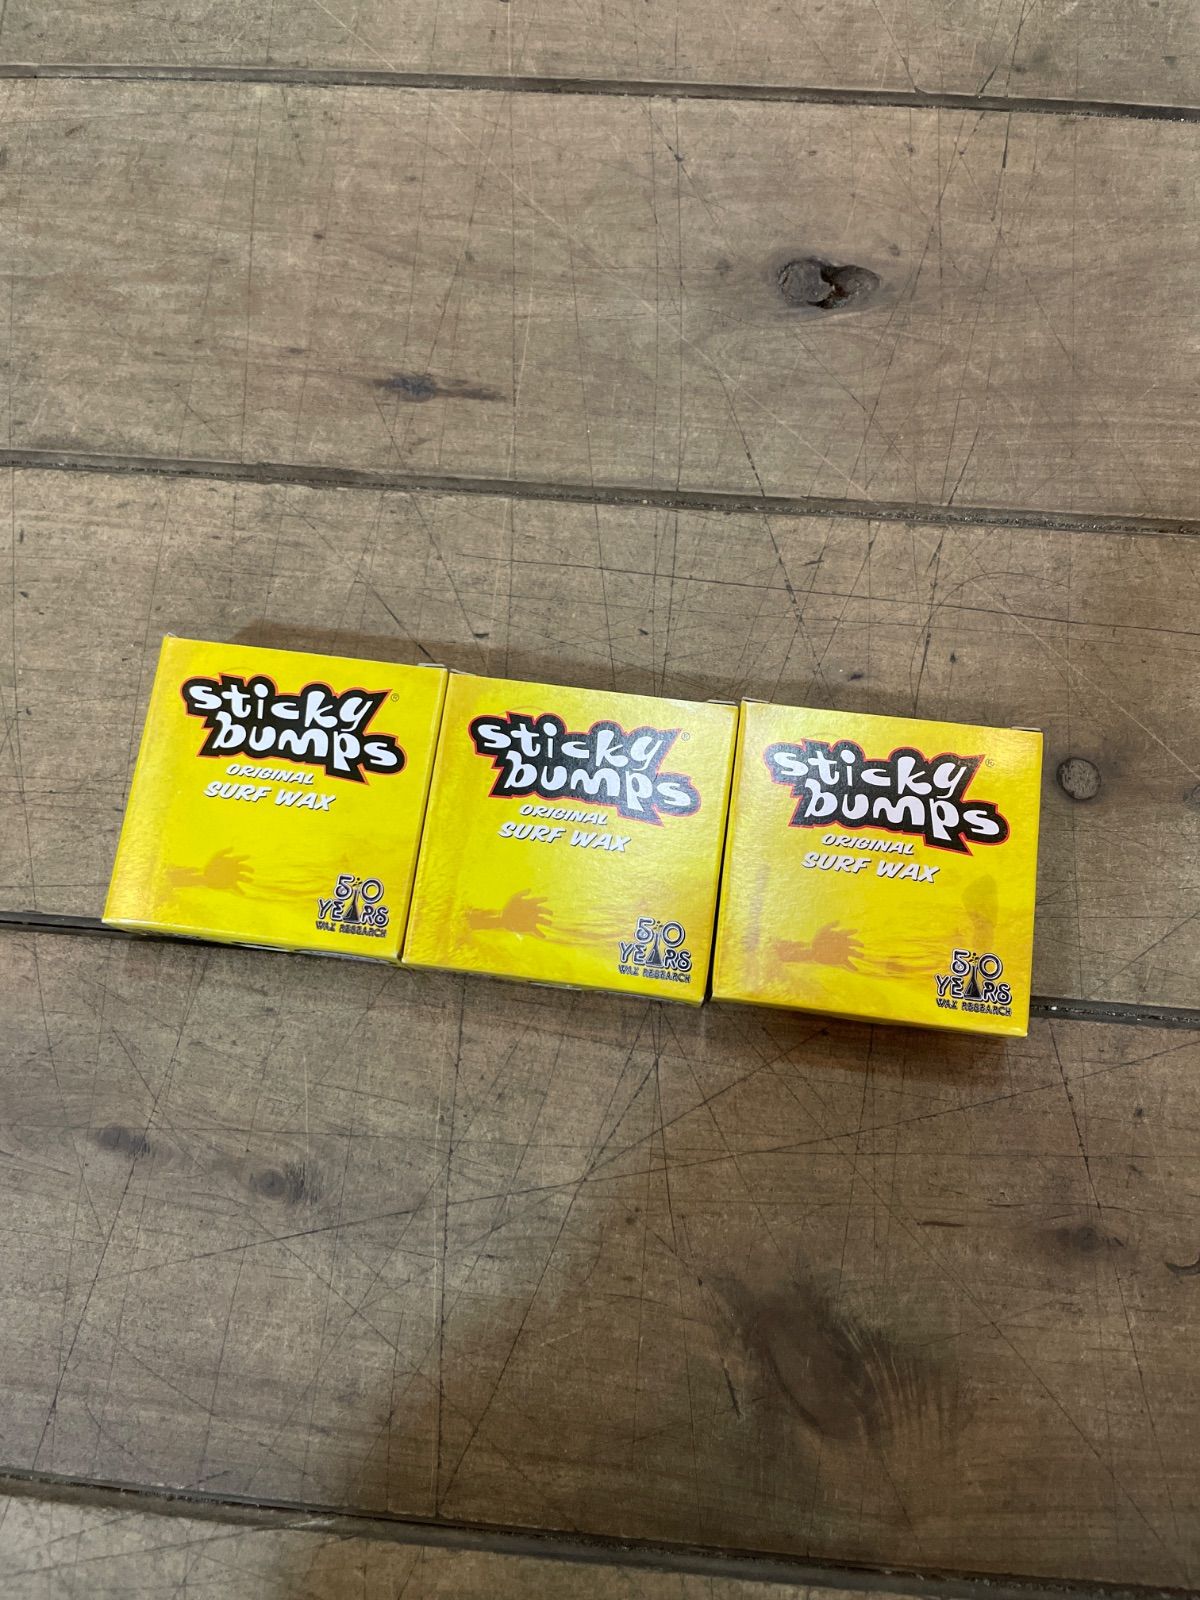 sticky
bumps®
ORIGINAL
SURF WAX
50
YEARS
WAX RESEARCH
sticky
bumps®
ORIGINAL
SURF WAX
50
YEARS
WAX RESEARCH
sticky
bumps®
ORIGINAL
SURF WAX
50
YEARS
WAX RESEARCH